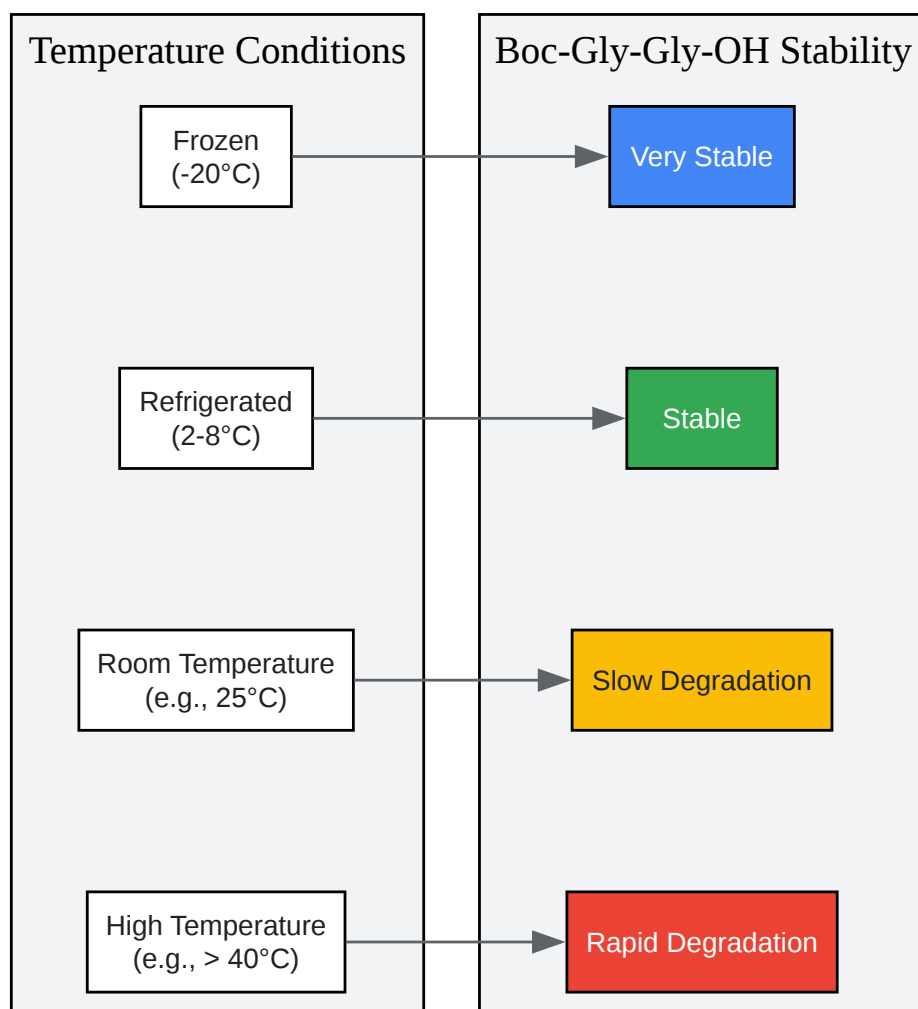 Temperature Conditions
Boc-Gly-Gly-OH Stability
Frozen
(-20°C)
Very Stable
Refrigerated
(2-8°C)
Stable
Room Temperature
(e.g., 25°C)
Slow Degradation
High Temperature
(e.g., > 40°C)
Rapid Degradation